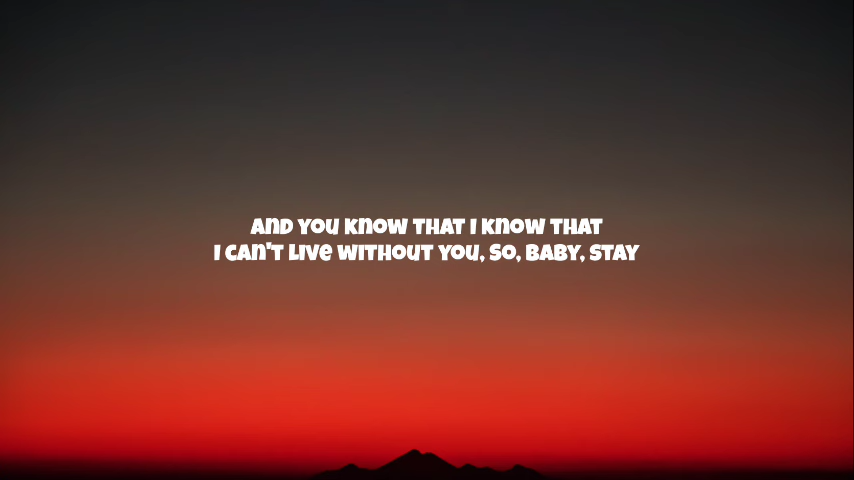 And you know that I know that
I can't live without you, so, baby, stay